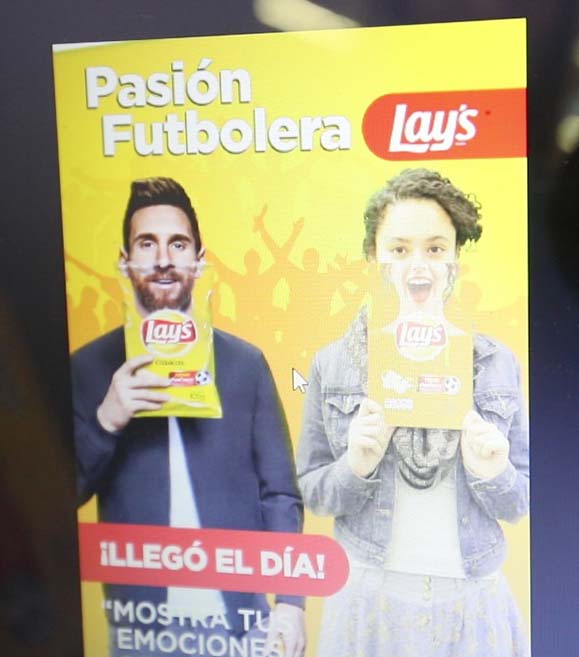 Pasión
Futbolera
Lay's
Lay's
Lay's
¡LLEGÓ EL DÍA!
"MOSTRA TUS
EMOCIONES